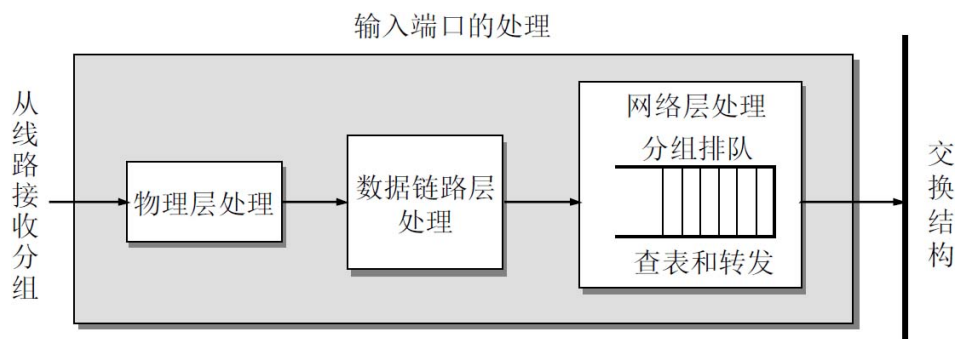 输入端口的处理
从线路接收分组
物理层处理
数据链路层
处理
网络层处理
分组排队
查表和转发
交换结构